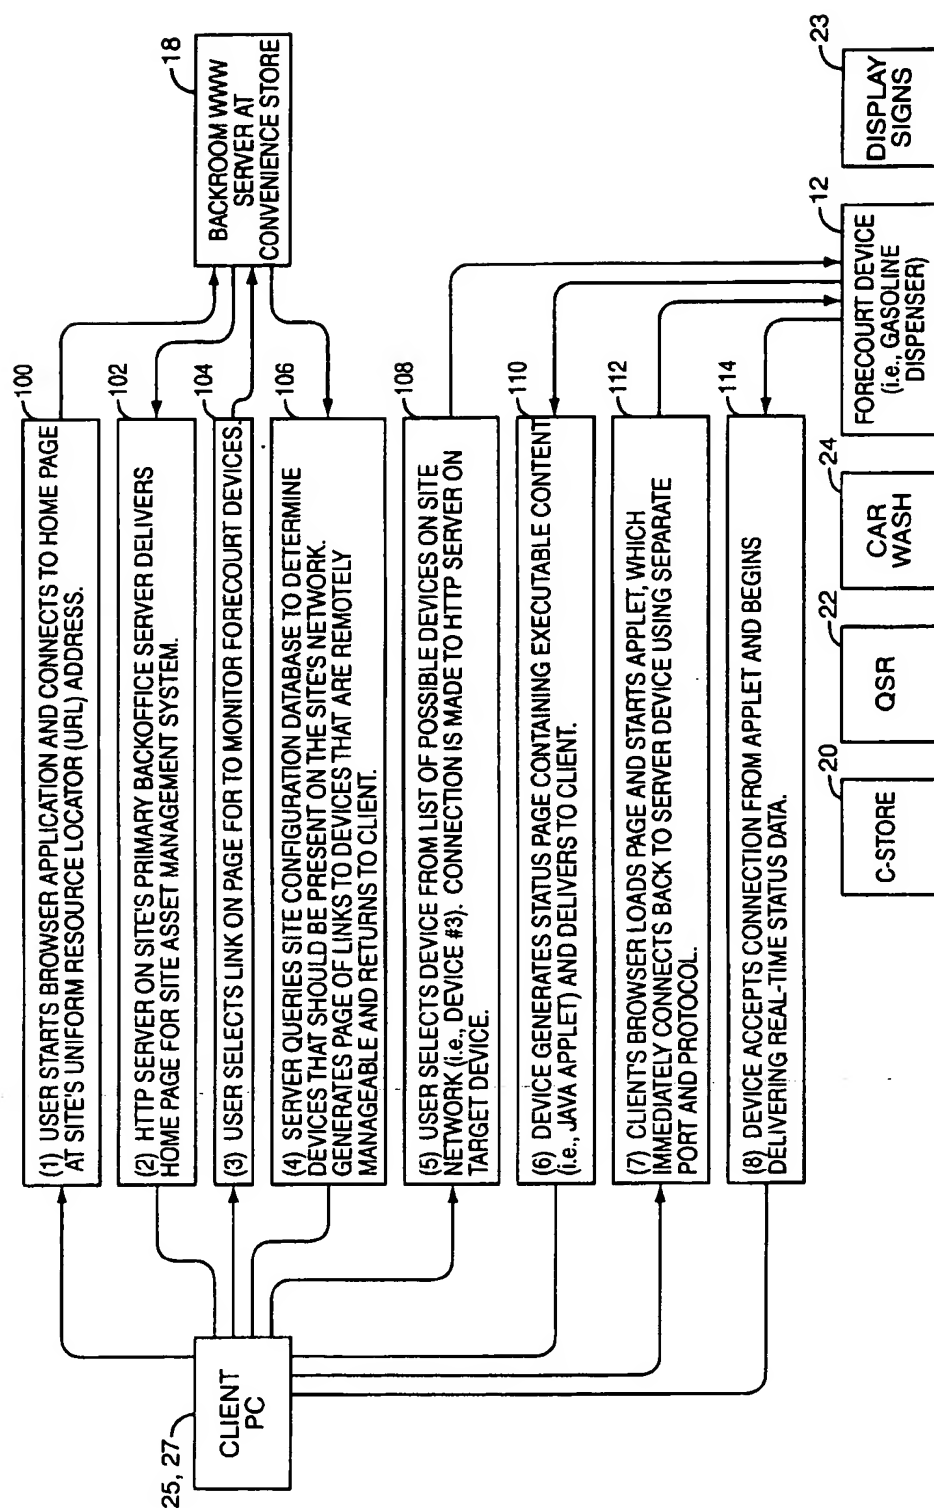 25, 27
CLIENT
PC
100
(1) USER STARTS BROWSER APPLICATION AND CONNECTS TO HOME PAGE
AT SITE'S UNIFORM RESOURCE LOCATOR (URL) ADDRESS.
102
(2) HTTP SERVER ON SITE'S PRIMARY BACKOFFICE SERVER DELIVERS
HOME PAGE FOR SITE ASSET MANAGEMENT SYSTEM.
104
(3) USER SELECTS LINK ON PAGE FOR TO MONITOR FORECOURT DEVICES.
106
(4) SERVER QUERIES SITE CONFIGURATION DATABASE TO DETERMINE
DEVICES THAT SHOULD BE PRESENT ON THE SITE'S NETWORK.
GENERATES PAGE OF LINKS TO DEVICES THAT ARE REMOTELY
MANAGEABLE AND RETURNS TO CLIENT.
108
(5) USER SELECTS DEVICE FROM LIST OF POSSIBLE DEVICES ON SITE
NETWORK (i.e., DEVICE #3). CONNECTION IS MADE TO HTTP SERVER ON
TARGET DEVICE.
110
(6) DEVICE GENERATES STATUS PAGE CONTAINING EXECUTABLE CONTENT
(i.e., JAVA APPLET) AND DELIVERS TO CLIENT.
112
(7) CLIENTS BROWSER LOADS PAGE AND STARTS APPLET, WHICH
IMMEDIATELY CONNECTS BACK TO SERVER DEVICE USING SEPARATE
PORT AND PROTOCOL.
114
(8) DEVICE ACCEPTS CONNECTION FROM APPLET AND BEGINS
DELIVERING REAL-TIME STATUS DATA.
18
BACKROOM WWW
SERVER AT
CONVENIENCE STORE
20
C-STORE
22
QSR
24
CAR
WASH
12
FORECOURT DEVICE
(i.e., GASOLINE
DISPENSER)
23
DISPLAY
SIGNS